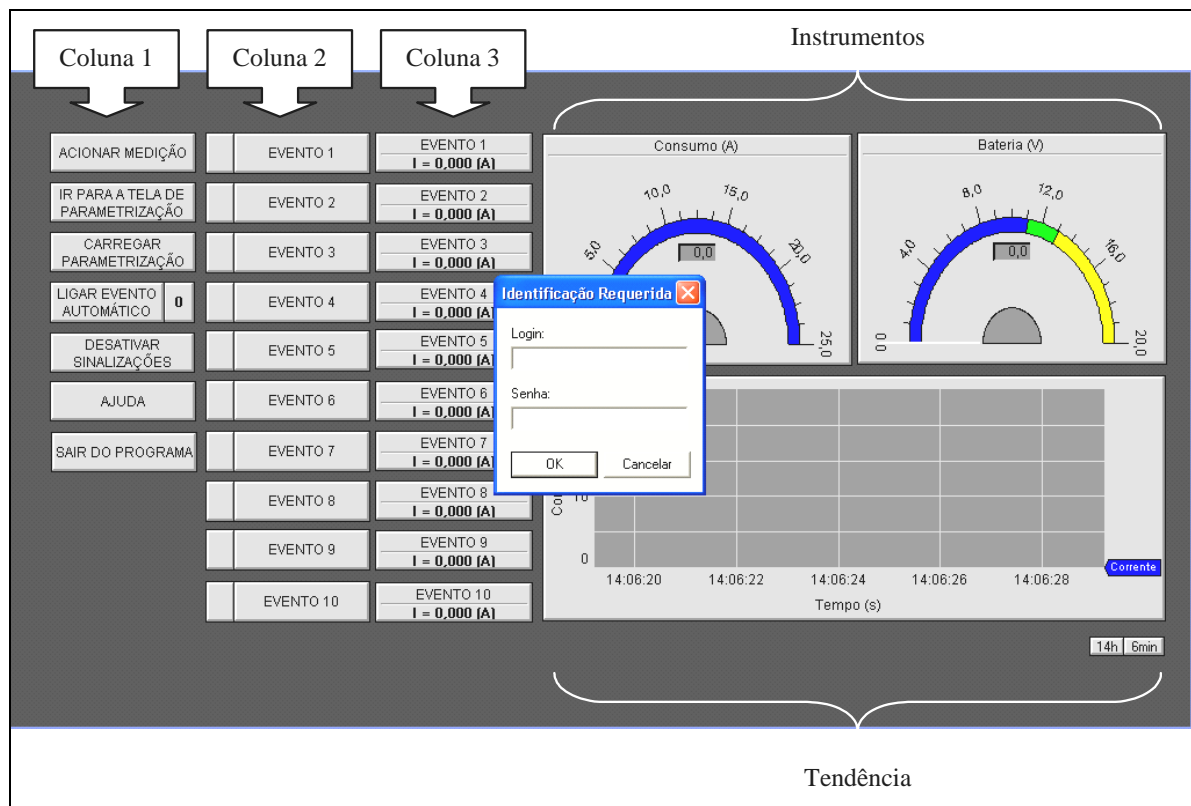 Coluna 1
Coluna 2
Coluna 3
Instrumentos
ACIONAR MEDIÇÃO
IR PARA A TELA DE
PARAMETRIZAÇÃO
CARREGAR
PARAMETRIZAÇÃO
LIGAR EVENTO
AUTOMÁTICO
0
DESATIVAR
SINALIZAÇÕES
AJUDA
SAIR DO PROGRAMA
EVENTO 1
EVENTO 2
EVENTO 3
EVENTO 4
EVENTO 5
EVENTO 6
EVENTO 7
EVENTO 8
EVENTO 9
EVENTO 10
EVENTO 1
I = 0,000 (A)
EVENTO 2
I = 0,000 (A)
EVENTO 3
I = 0,000 (A)
EVENTO 4
I = 0,000 (A)
EVENTO 5
I = 0,000 (A)
EVENTO 6
I = 0,000 (A)
EVENTO 7
I = 0,000 (A)
EVENTO 8
I = 0,000 (A)
EVENTO 9
I = 0,000 (A)
EVENTO 10
I = 0,000 (A)
Consumo (A)
5,0
10,0
15,0
20,0
25,0
0,0
Bateria (V)
0,0
4,0
8,0
12,0
16,0
20,0
0,0
Identificação Requerida
Login:
Senha:
OK
Cancelar
10
0
14:06:20 14:06:22 14:06:24 14:06:26 14:06:28
Tempo (s)
Corrente
14h 6min
Tendência